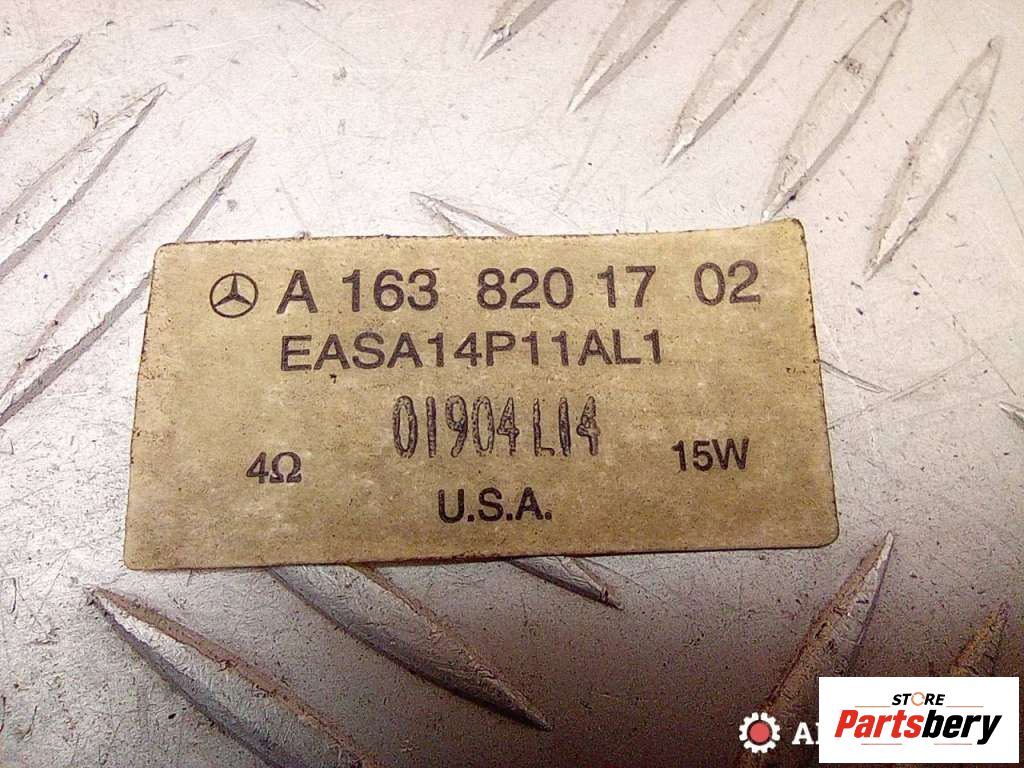 A 163 820 17 02
EASA14P11AL1
01904L14
4Ω 15W
U.S.A.
STORE
Partsbery